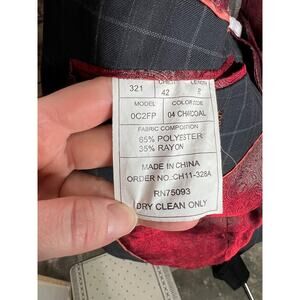 321 42
MODEL COLOR
0C2FP 04 CHARCOAL
FABRIC COMPOSITION
65% POLYESTER
35% RAYON
MADE IN CHINA
ORDER NO.:CH11-328A
RN75093
DRY CLEAN ONLY